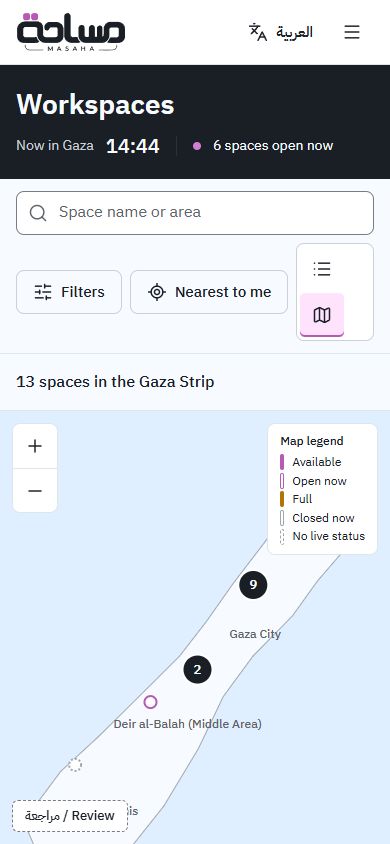 مساحة
MASAHA
العربية
Workspaces
Now in Gaza 14:44 6 spaces open now
Space name or area
Filters
Nearest to me
13 spaces in the Gaza Strip
+
−
Map legend
Available
Open now
Full
Closed now
No live status
9
Gaza City
2
Deir al-Balah (Middle Area)
مراجعة / Review